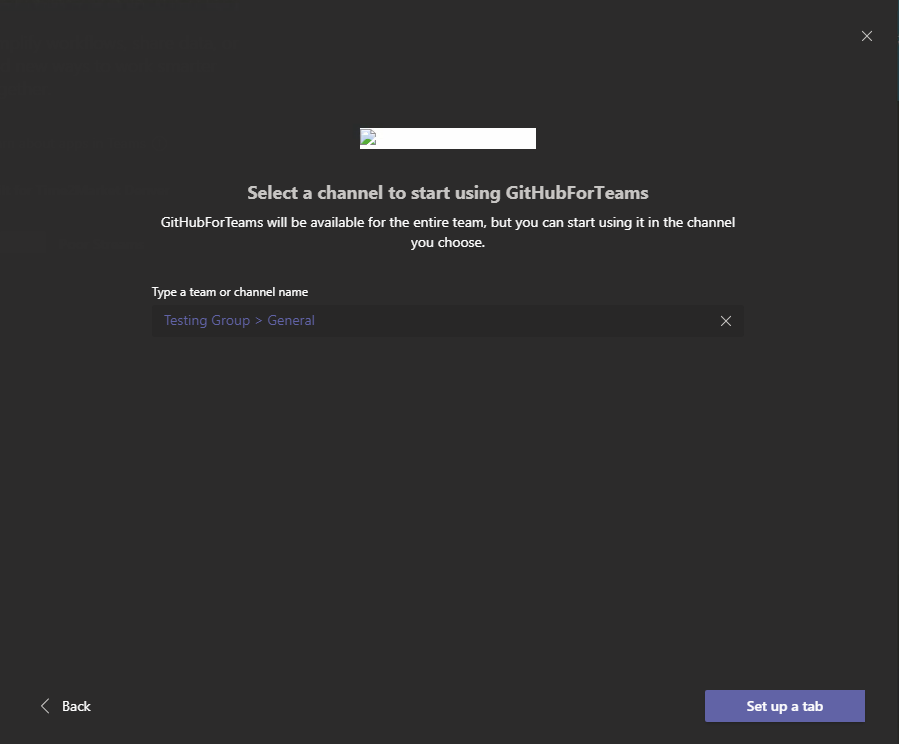 Select a channel to start using GitHubForTeams
GitHubForTeams will be available for the entire team, but you can start using it in the channel
you choose.
Type a team or channel name
Testing Group > General
Back
Set up a tab